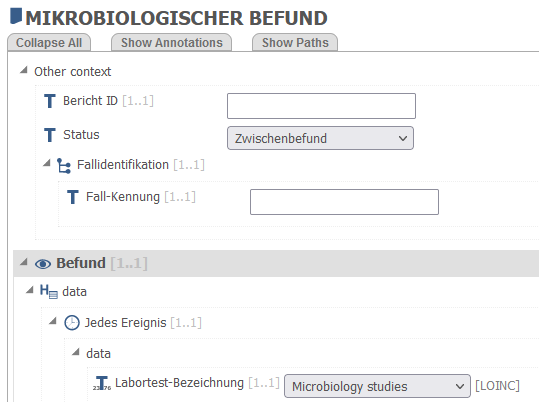 MIKROBIOLOGISCHER BEFUND
Collapse All Show Annotations Show Paths
Other context
T Bericht ID [1..1]
T Status Zwischenbefund
Fallidentifikation [1..1]
T Fall-Kennung [1..1]
Befund [1..1]
H data
Jedes Ereignis [1..1]
data
T Labortest-Bezeichnung [1..1] Microbiology studies [LOINC]